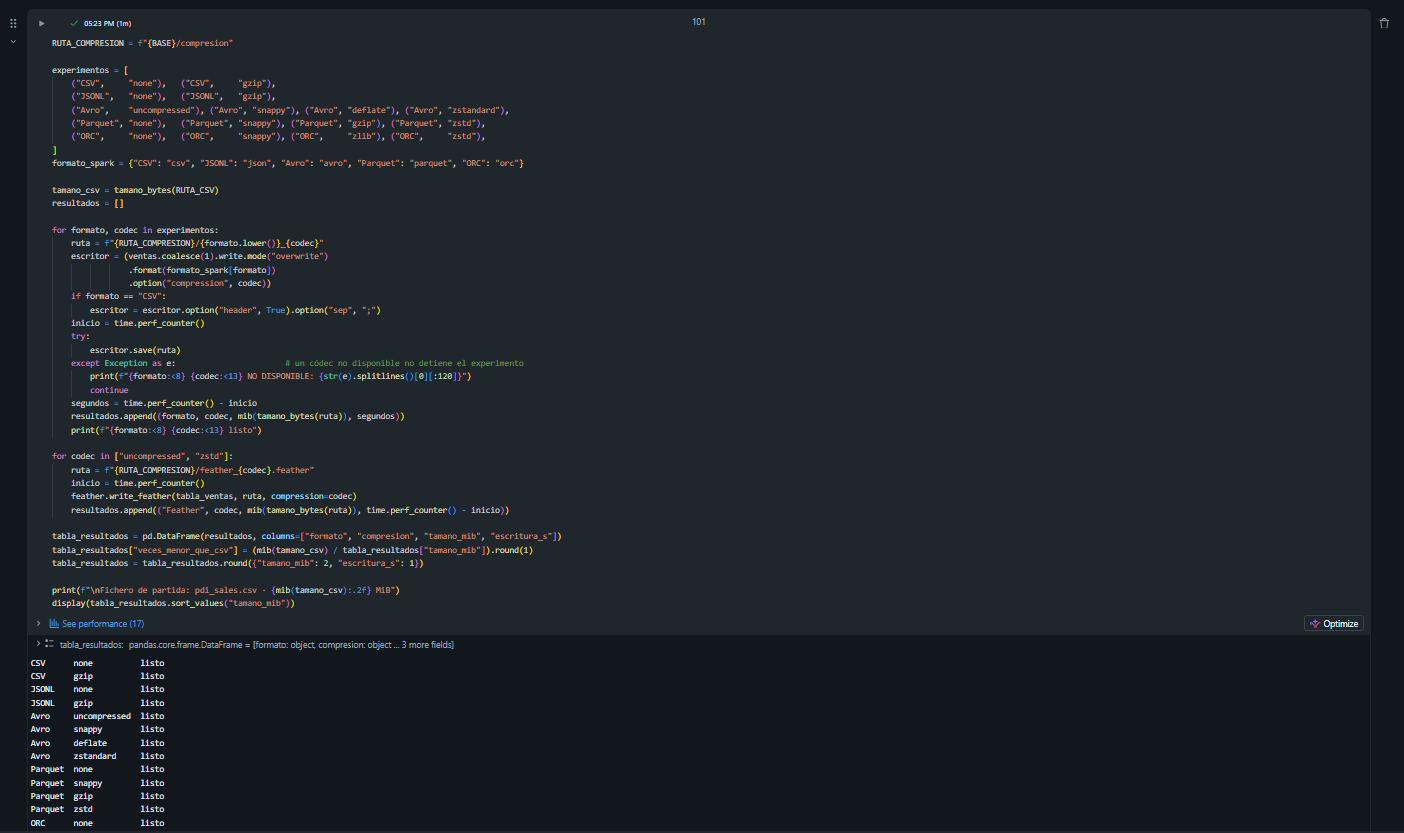 05:23 PM (1m)
101
RUTA_COMPRESION = f"{BASE}/compresion"
experimentos = [
    ("CSV",     "none"),   ("CSV",     "gzip"),
    ("JSONL",   "none"),   ("JSONL",   "gzip"),
    ("Avro",    "uncompressed"), ("Avro", "snappy"), ("Avro", "deflate"), ("Avro", "zstandard"),
    ("Parquet", "none"),   ("Parquet", "snappy"), ("Parquet", "gzip"), ("Parquet", "zstd"),
    ("ORC",     "none"),   ("ORC",     "snappy"), ("ORC",     "zlib"), ("ORC",     "zstd"),
]
formato_spark = {"CSV": "csv", "JSONL": "json", "Avro": "avro", "Parquet": "parquet", "ORC": "orc"}
tamano_csv = tamano_bytes(RUTA_CSV)
resultados = []
for formato, codec in experimentos:
    ruta = f"{RUTA_COMPRESION}/{formato.lower()}_{codec}"
    escritor = (ventas.coalesce(1).write.mode("overwrite")
                .format(formato_spark[formato])
                .option("compression", codec))
    if formato == "CSV":
        escritor = escritor.option("header", True).option("sep", ";")
    inicio = time.perf_counter()
    try:
        escritor.save(ruta)
    except Exception as e:                       # un códec no disponible no detiene el experimento
        print(f"{formato:<8} {codec:<13} NO DISPONIBLE: {str(e).splitlines()[0][:120]}")
        continue
    segundos = time.perf_counter() - inicio
    resultados.append((formato, codec, mib(tamano_bytes(ruta)), segundos))
    print(f"{formato:<8} {codec:<13} listo")
for codec in ["uncompressed", "zstd"]:
    ruta = f"{RUTA_COMPRESION}/feather_{codec}.feather"
    inicio = time.perf_counter()
    feather.write_feather(tabla_ventas, ruta, compression=codec)
    resultados.append(("Feather", codec, mib(tamano_bytes(ruta)), time.perf_counter() - inicio))
tabla_resultados = pd.DataFrame(resultados, columns=["formato", "compresion", "tamano_mib", "escritura_s"])
tabla_resultados["veces_menor_que_csv"] = (mib(tamano_csv) / tabla_resultados["tamano_mib"]).round(1)
tabla_resultados = tabla_resultados.round({"tamano_mib": 2, "escritura_s": 1})
print(f"\nFichero de partida: pdi_sales.csv - {mib(tamano_csv):.2f} MiB")
display(tabla_resultados.sort_values("tamano_mib"))
See performance (17)
Optimize
tabla_resultados: pandas.core.frame.DataFrame = [formato: object, compresion: object ... 3 more fields]
CSV      none          listo
CSV      gzip          listo
JSONL    none          listo
JSONL    gzip          listo
Avro     uncompressed  listo
Avro     snappy        listo
Avro     deflate       listo
Avro     zstandard     listo
Parquet  none          listo
Parquet  snappy        listo
Parquet  gzip          listo
Parquet  zstd          listo
ORC      none          listo